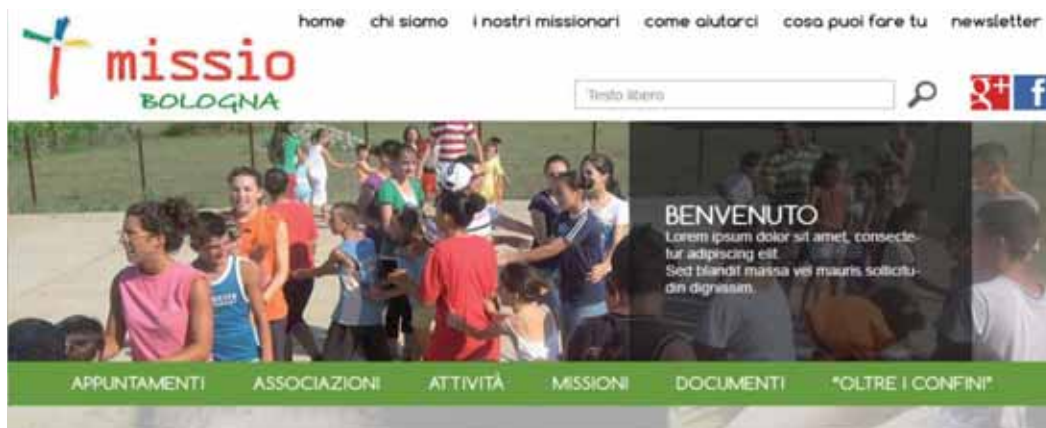 home chi siamo i nostri missionari come aiutarci cosa puoi fare tu newsletter
missio
BOLOGNA
Testo libero
g+ f
BENVENUTO
Lorem ipsum dolor sit amet, consecte-
tur adipiscing elit.
Sed blandit massa vel mauris sollicitu-
din dignissim.
APPUNTAMENTI ASSOCIAZIONI ATTIVITÀ MISSIONI DOCUMENTI "OLTRE I CONFINI"